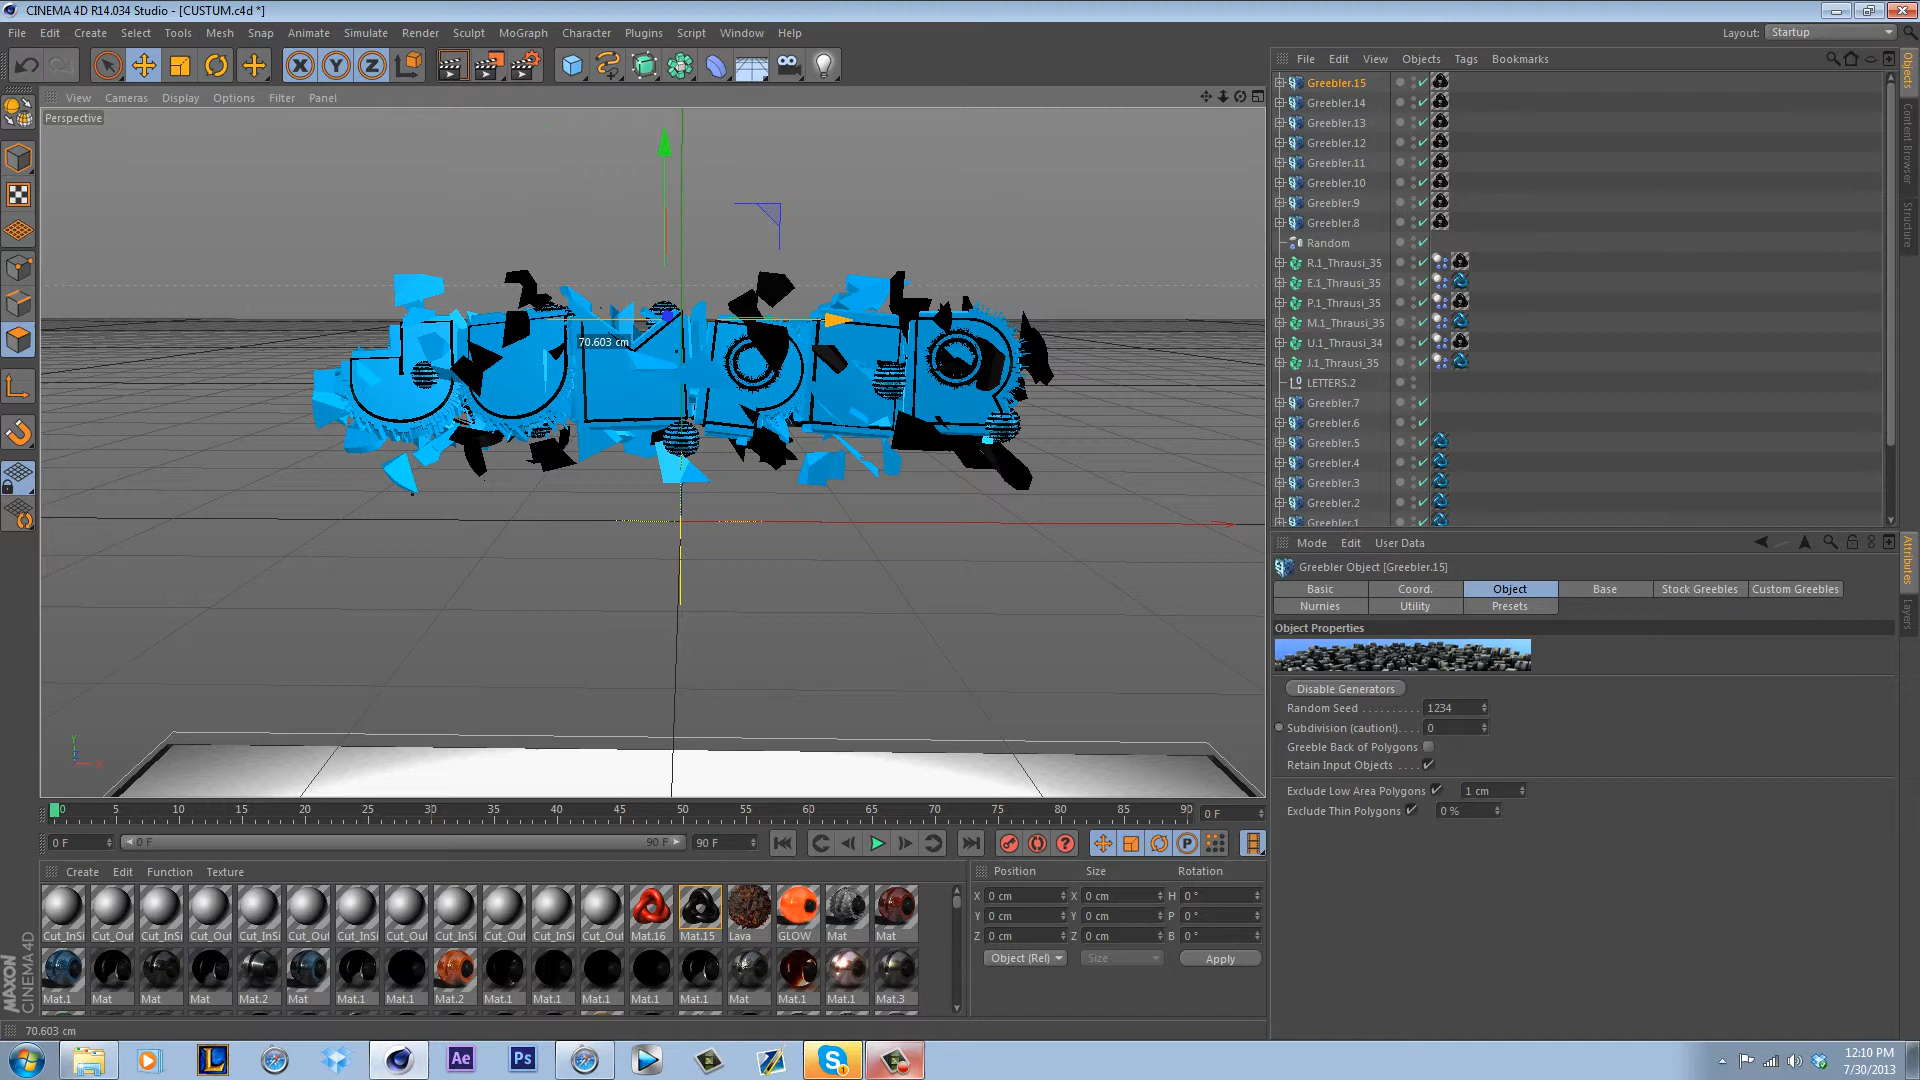 CINEMA 4D R14.034 Studio - [CUSTUM.c4d *]
File Edit Create Select Tools Mesh Snap Animate Simulate Render Sculpt MoGraph Character Plugins Script Window Help
Layout: Startup
View Cameras Display Options Filter Panel
Perspective
70.603 cm
Y
X
File Edit View Objects Tags Bookmarks
Greebler.15
Greebler.14
Greebler.13
Greebler.12
Greebler.11
Greebler.10
Greebler.9
Greebler.8
Random
R.1_Thrausi_35
E.1_Thrausi_35
P.1_Thrausi_35
M.1_Thrausi_35
U.1_Thrausi_34
J.1_Thrausi_35
LETTERS.2
Greebler.7
Greebler.6
Greebler.5
Greebler.4
Greebler.3
Greebler.2
Greebler.1
Objects
Content Browser
Structure
Mode Edit User Data
Greebler Object [Greebler.15]
Basic Coord. Object Base Stock Greebles Custom Greebles
Nurnies Utility Presets
Object Properties
Disable Generators
Random Seed 1234
Subdivision (caution!) 0
Greeble Back of Polygons
Retain Input Objects
Exclude Low Area Polygons 1 cm
Exclude Thin Polygons 0 %
Attributes
Layers
0 5 10 15 20 25 30 35 40 45 50 55 60 65 70 75 80 85 90 0 F
0 F 0 F 90 F 90 F
Create Edit Function Texture
Cut_InSi Cut_Out Cut_InSi Cut_Out Cut_InSi Cut_Out Cut_InSi Cut_Out Cut_InSi Cut_Out Cut_InSi Cut_Out Mat.16 Mat.15 Lava GLOW Mat Mat
Mat.1 Mat Mat Mat Mat.2 Mat Mat.1 Mat.1 Mat.2 Mat.1 Mat.1 Mat.1 Mat.1 Mat.1 Mat Mat.1 Mat.1 Mat.3
Position Size Rotation
X 0 cm X 0 cm H 0 °
Y 0 cm Y 0 cm P 0 °
Z 0 cm Z 0 cm B 0 °
Object (Rel) Size Apply
MAXON
CINEMA 4D
70.603 cm
L
Ae
Ps
S
1
12:10 PM
7/30/2013